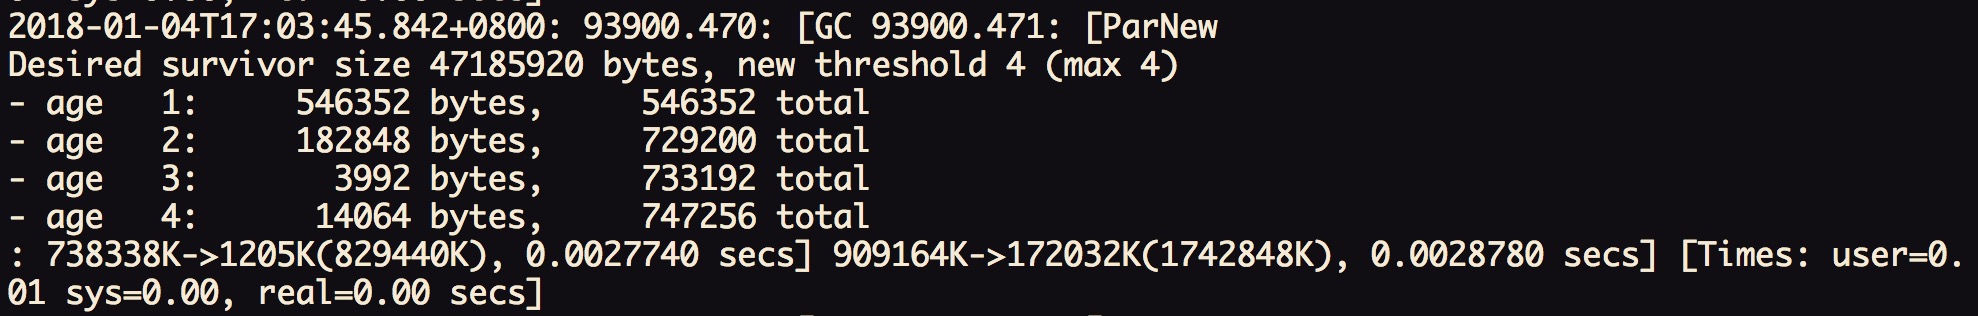 2018-01-04T17:03:45.842+0800: 93900.470: [GC 93900.471: [ParNew
Desired survivor size 47185920 bytes, new threshold 4 (max 4)
- age   1:     546352 bytes,     546352 total
- age   2:     182848 bytes,     729200 total
- age   3:       3992 bytes,     733192 total
- age   4:      14064 bytes,     747256 total
: 738338K->1205K(829440K), 0.0027740 secs] 909164K->172032K(1742848K), 0.0028780 secs] [Times: user=0.
01 sys=0.00, real=0.00 secs]